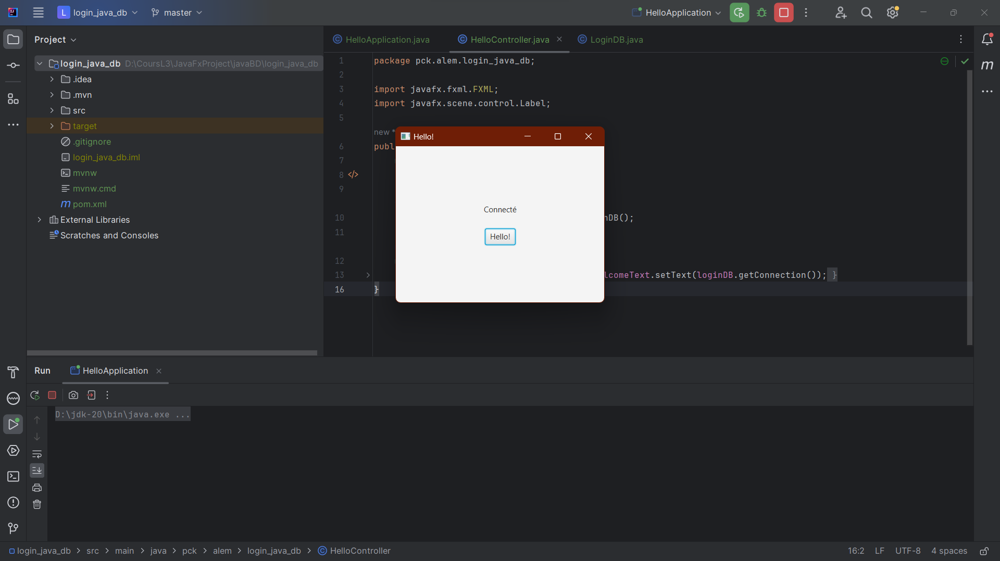 L login_java_db master HelloApplication
Project
HelloApplication.java HelloController.java LoginDB.java
login_java_db D:\CoursL3\JavaFxProject\javaBD\login_java_db
.idea
.mvn
src
target
.gitignore
login_java_db.iml
mvnw
mvnw.cmd
m pom.xml
External Libraries
Scratches and Consoles
1 package pck.alem.login_java_db;
2
3 import javafx.fxml.FXML;
4 import javafx.scene.control.Label;
5
new *
6 publ
7
8
9
10 nDB();
11
12
13 lcomeText.setText(loginDB.getConnection()); }
16 }
Hello!
Connecté
Hello!
m
Run HelloApplication
D:\jdk-20\bin\java.exe ...
login_java_db > src > main > java > pck > alem > login_java_db > HelloController
16:2 LF UTF-8 4 spaces